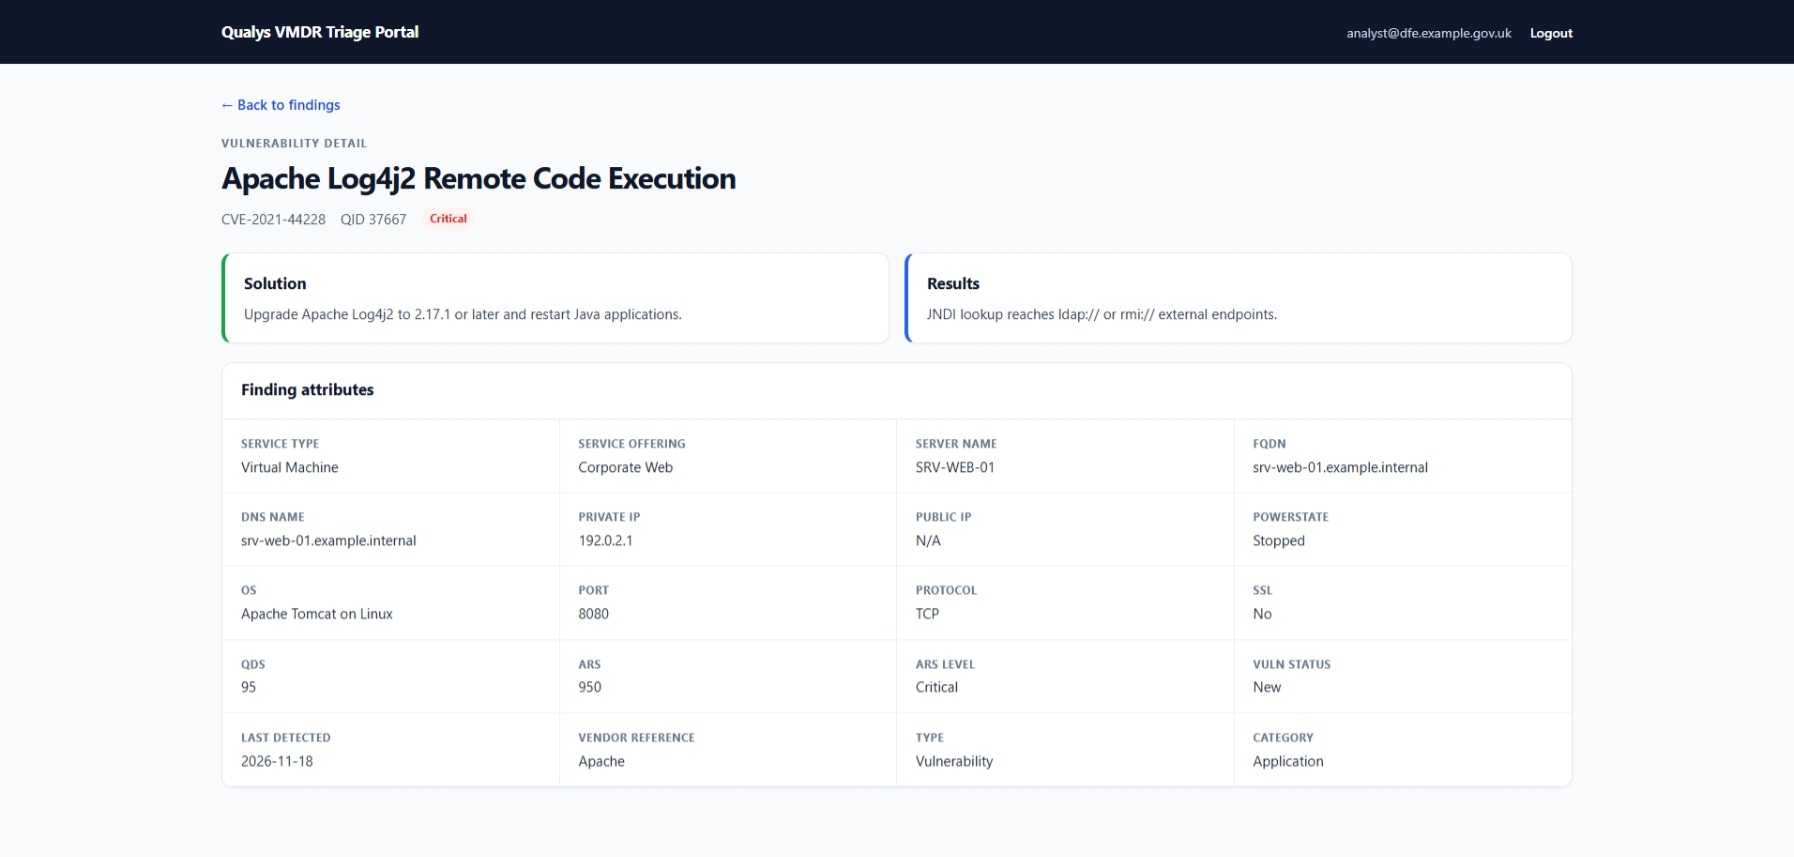 Qualys VMDR Triage Portal
analyst@dfe.example.gov.uk Logout
← Back to findings
VULNERABILITY DETAIL
Apache Log4j2 Remote Code Execution
CVE-2021-44228 QID 37667 Critical
Solution
Upgrade Apache Log4j2 to 2.17.1 or later and restart Java applications.
Results
JNDI lookup reaches ldap:// or rmi:// external endpoints.
Finding attributes
SERVICE TYPE
Virtual Machine
SERVICE OFFERING
Corporate Web
SERVER NAME
SRV-WEB-01
FQDN
srv-web-01.example.internal
DNS NAME
srv-web-01.example.internal
PRIVATE IP
192.0.2.1
PUBLIC IP
N/A
POWERSTATE
Stopped
OS
Apache Tomcat on Linux
PORT
8080
PROTOCOL
TCP
SSL
No
QDS
95
ARS
950
ARS LEVEL
Critical
VULN STATUS
New
LAST DETECTED
2026-11-18
VENDOR REFERENCE
Apache
TYPE
Vulnerability
CATEGORY
Application